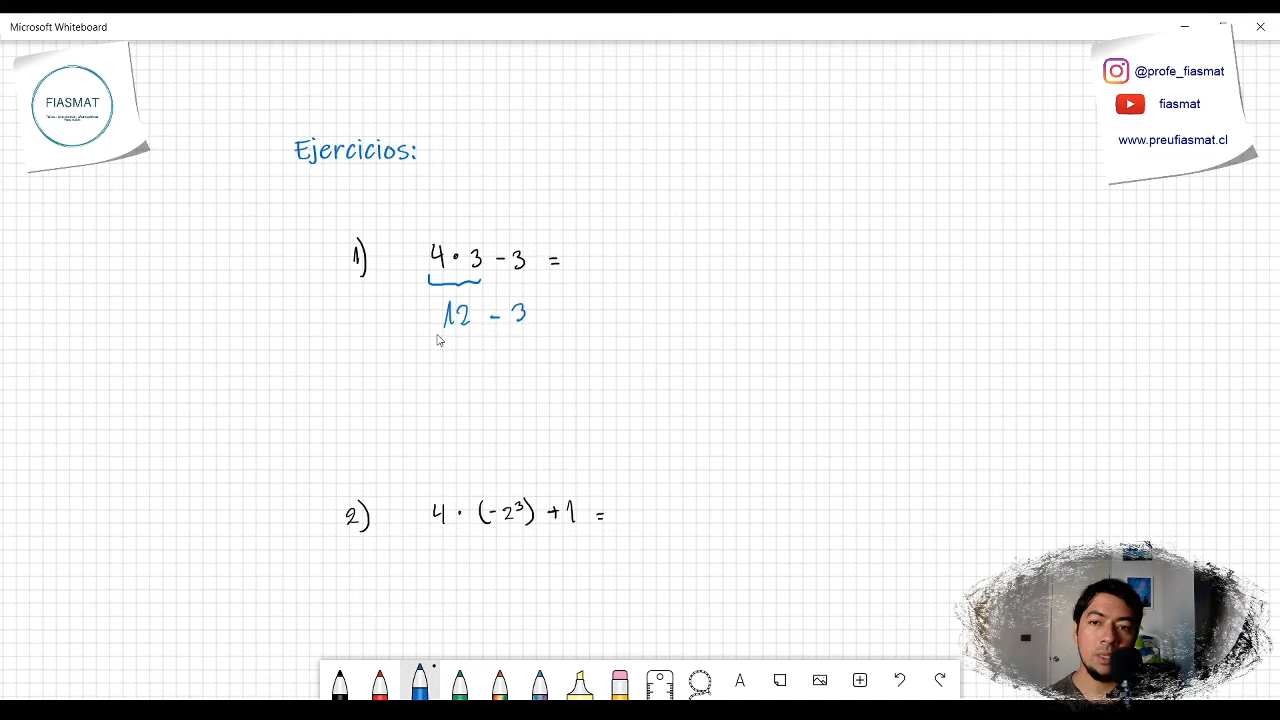 Microsoft Whiteboard
FIASMAT
@profe_fiasmat
fiasmat
www.preufiasmat.cl
Ejercicios:
1) 4 · 3 - 3 =
12 - 3
2) 4 · (-2³) + 1 =